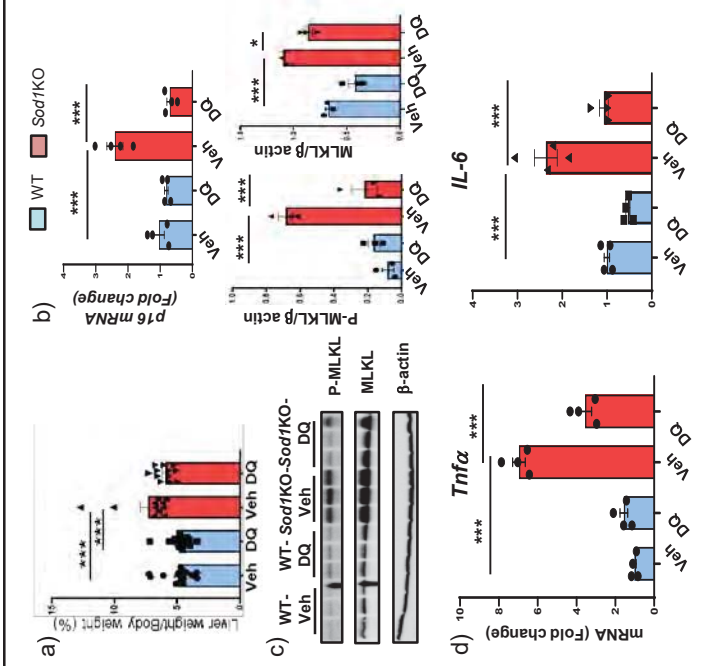 a)
Liver weight/Body weight (%)
15
10
5
0
*** ***
Veh DQ Veh DQ
b)
WT Sod1KO
p16 mRNA
(Fold change)
4
3
2
1
0
*** ***
Veh DQ Veh DQ
c)
WT- WT- Sod1KO-Sod1KO-
Veh DQ Veh DQ
P-MLKL
MLKL
β-actin
P-MLKL/β actin
1.0
0.8
0.6
0.4
0.2
0.0
*** ***
Veh DQ Veh DQ
MLKL/β actin
0.0
*** *
Veh DQ Veh DQ
d)
Tnfα
mRNA (Fold change)
10
8
6
4
2
0
*** ***
Veh DQ Veh DQ
IL-6
4
3
2
1
0
*** ***
Veh DQ Veh DQ